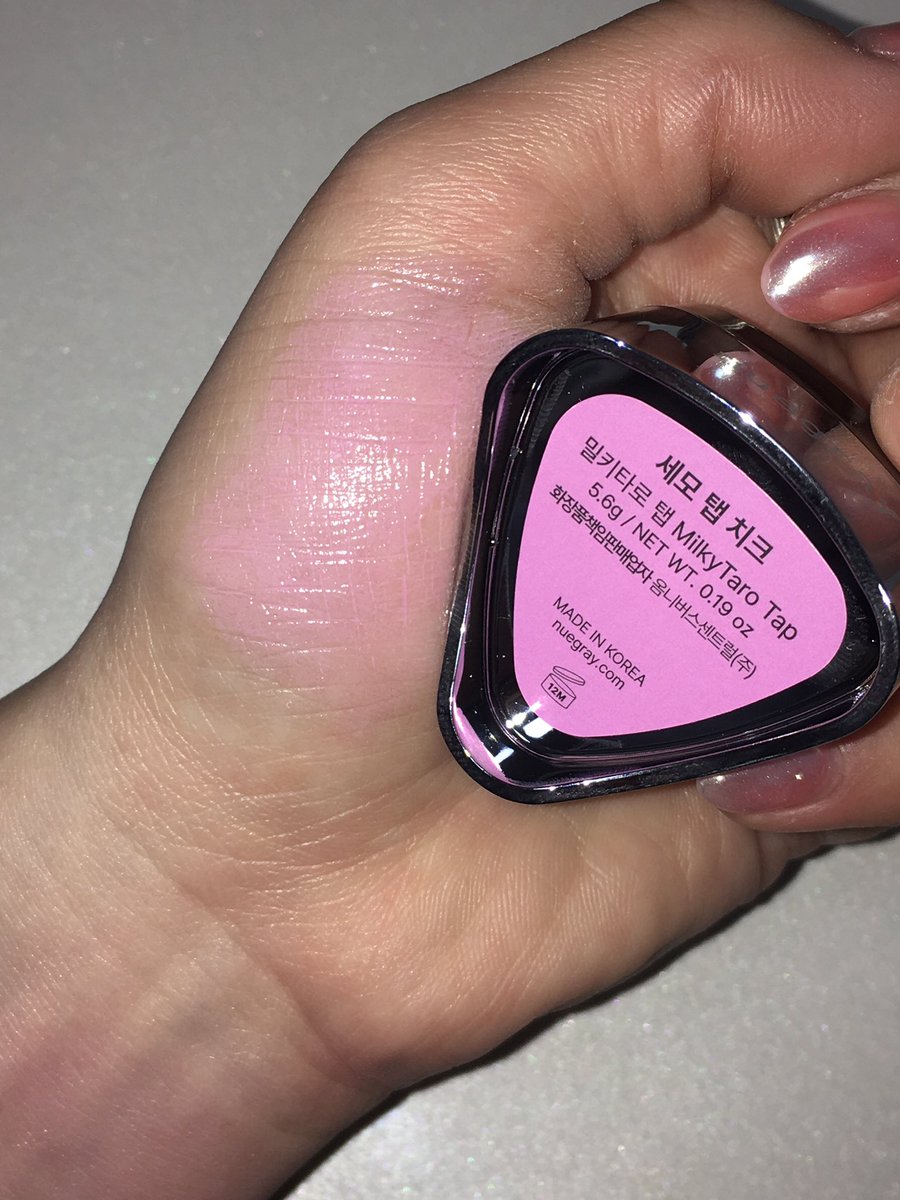 세모 탭 치크
밀키타로 탭 MilkyTaro Tap
5.6g / NET WT. 0.19 oz
화장품책임판매업자 옴니버스센트럴(주)
MADE IN KOREA
nuegray.com
12M